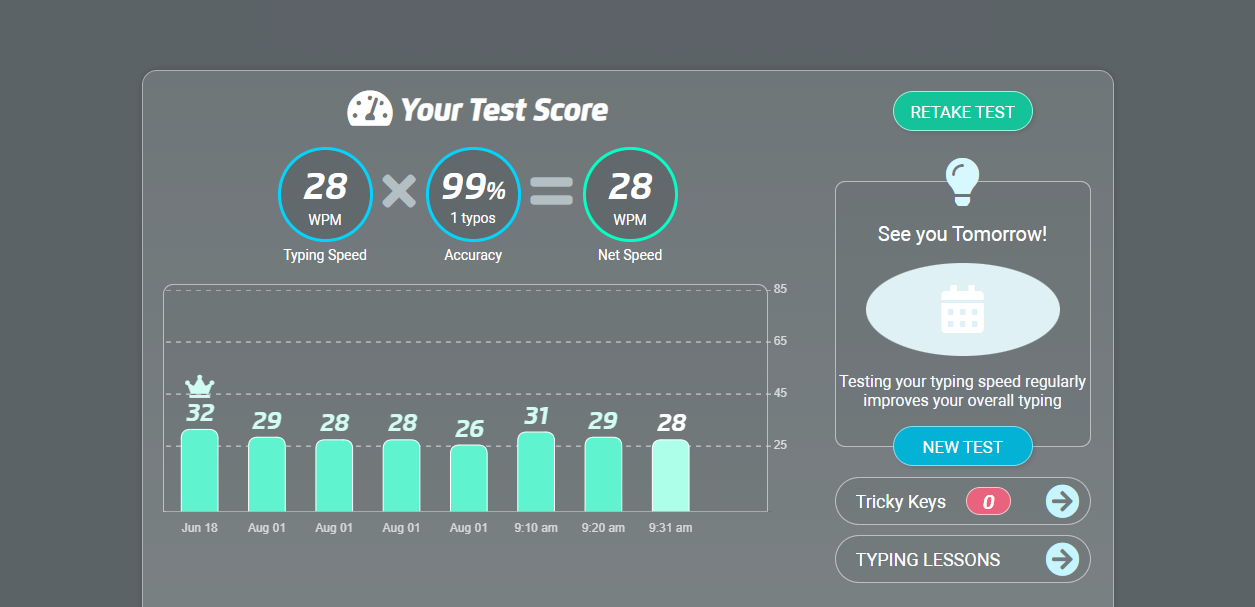 Your Test Score
28
WPM
Typing Speed
99%
1 typos
Accuracy
28
WPM
Net Speed
85
65
45
25
32
29
28
28
26
31
29
28
Jun 18
Aug 01
Aug 01
Aug 01
Aug 01
9:10 am
9:20 am
9:31 am
RETAKE TEST
See you Tomorrow!
Testing your typing speed regularly
improves your overall typing
NEW TEST
Tricky Keys 0
TYPING LESSONS